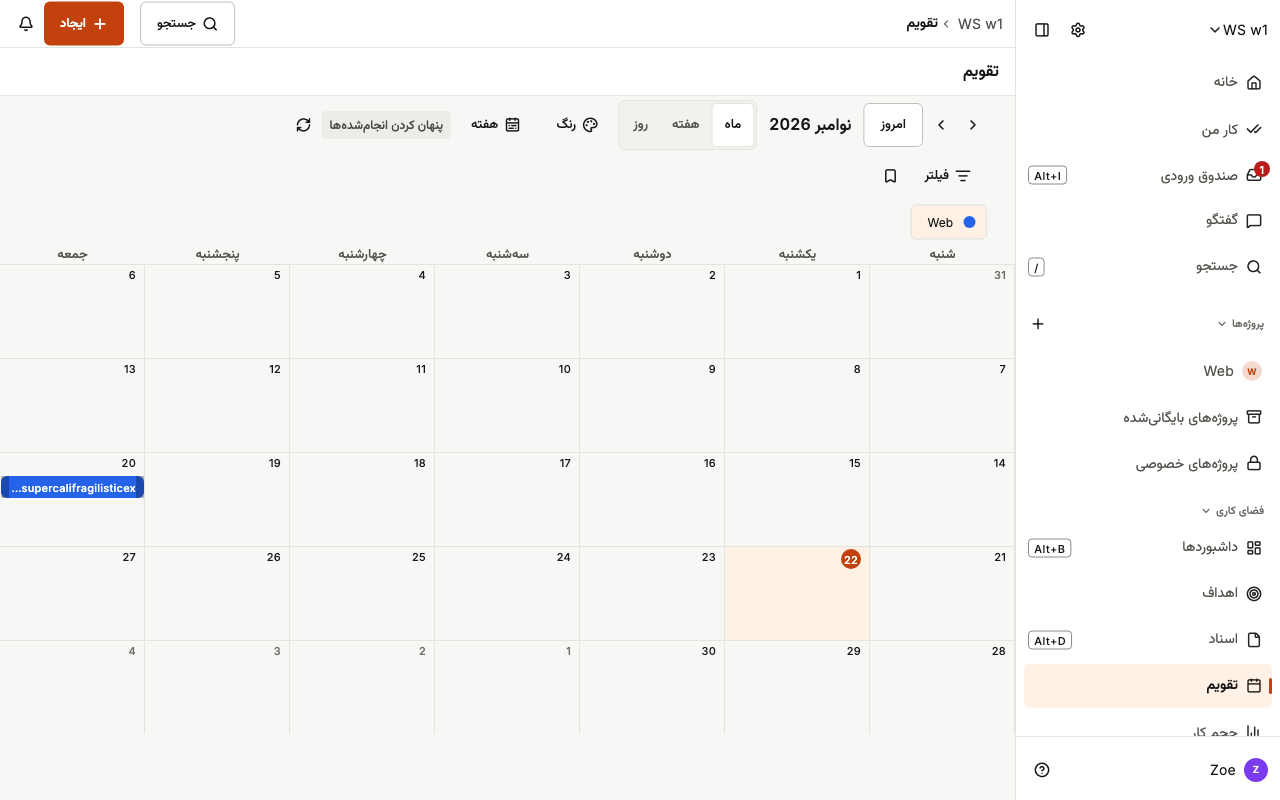 WS w1
خانه
کار من
1
صندوق ورودی
Alt+I
گفتگو
جستجو
/
پروژه‌ها
W
Web
پروژه‌های بایگانی‌شده
پروژه‌های خصوصی
فضای کاری
داشبوردها
Alt+B
اهداف
اسناد
Alt+D
تقویم
حجم کار
Z
Zoe
WS w1 › تقویم
جستجو
ایجاد
تقویم
امروز
نوامبر 2026
ماه
هفته
روز
رنگ
هفته
پنهان کردن انجام‌شده‌ها
فیلتر
Web
شنبه یکشنبه دوشنبه سه‌شنبه چهارشنبه پنجشنبه جمعه
31 1 2 3 4 5 6
7 8 9 10 11 12 13
14 15 16 17 18 19 20
supercalifragilisticex...
21 22 23 24 25 26 27
28 29 30 1 2 3 4